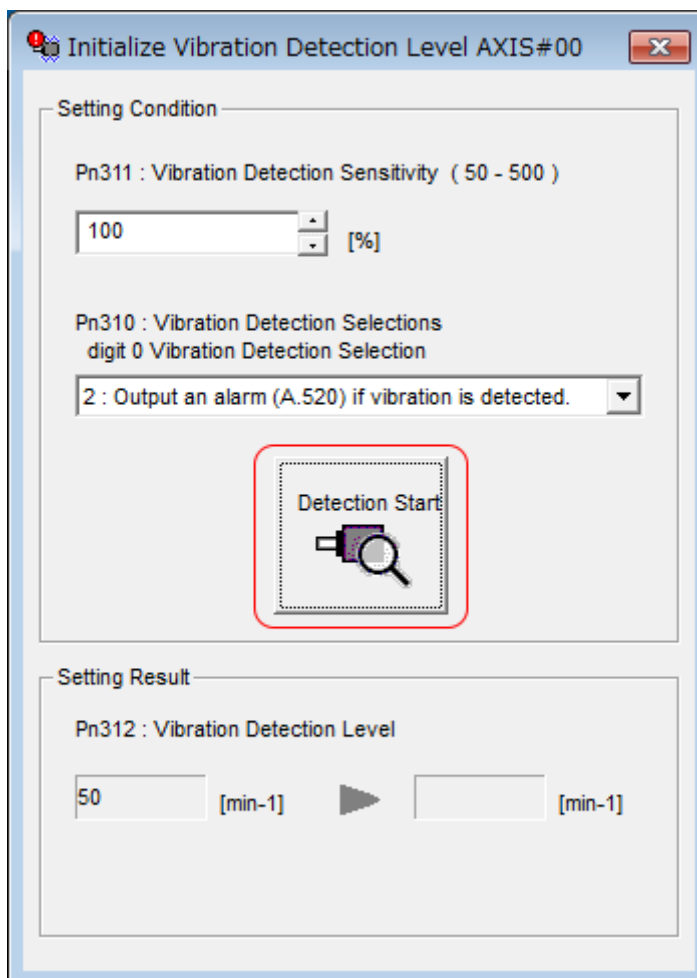 Initialize Vibration Detection Level AXIS#00
Setting Condition
Pn311 : Vibration Detection Sensitivity ( 50 - 500 )
100
[%]
Pn310 : Vibration Detection Selections
digit 0 Vibration Detection Selection
2 : Output an alarm (A.520) if vibration is detected.
Detection Start
Setting Result
Pn312 : Vibration Detection Level
50 [min-1] [min-1]